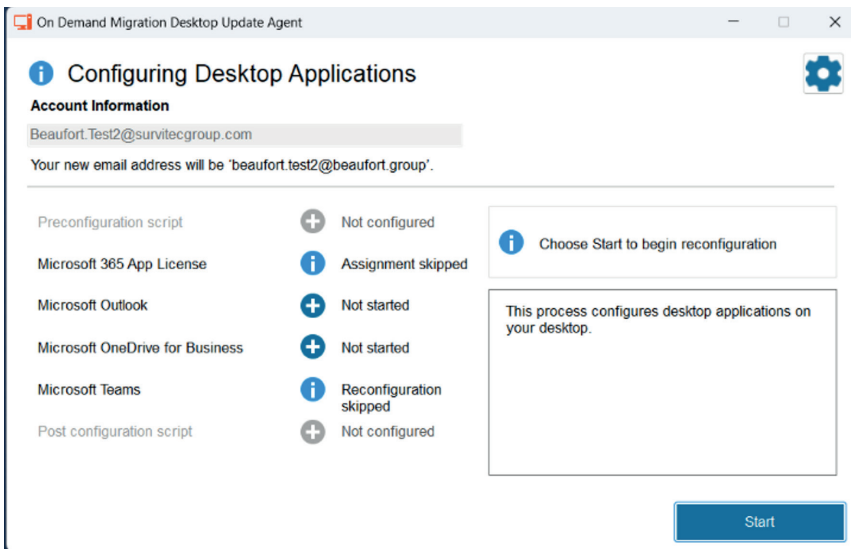 On Demand Migration Desktop Update Agent
Configuring Desktop Applications
Account Information
Beaufort.Test2@survitecgroup.com
Your new email address will be 'beaufort.test2@beaufort.group'.
Preconfiguration script Not configured
Microsoft 365 App License Assignment skipped
Microsoft Outlook Not started
Microsoft OneDrive for Business Not started
Microsoft Teams Reconfiguration
skipped
Post configuration script Not configured
Choose Start to begin reconfiguration
This process configures desktop applications on
your desktop.
Start